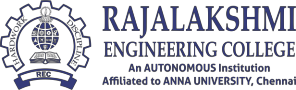 HARDWORK DISCIPLINE
REC
RAJALAKSHMI
ENGINEERING COLLEGE
An AUTONOMOUS Institution
Affiliated to ANNA UNIVERSITY, Chennai